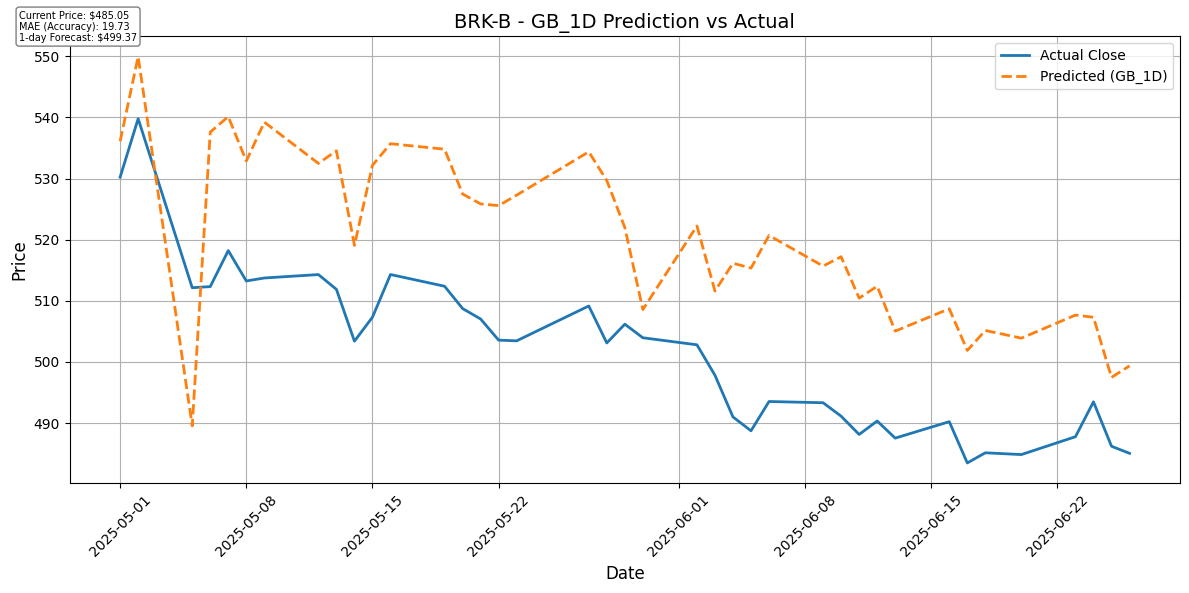 BRK-B - GB_1D Prediction vs Actual
Current Price: $485.05
MAE (Accuracy): 19.73
1-day Forecast: $499.37
Actual Close
Predicted (GB_1D)
Price
550
540
530
520
510
500
490
2025-05-01
2025-05-08
2025-05-15
2025-05-22
2025-06-01
2025-06-08
2025-06-15
2025-06-22
Date